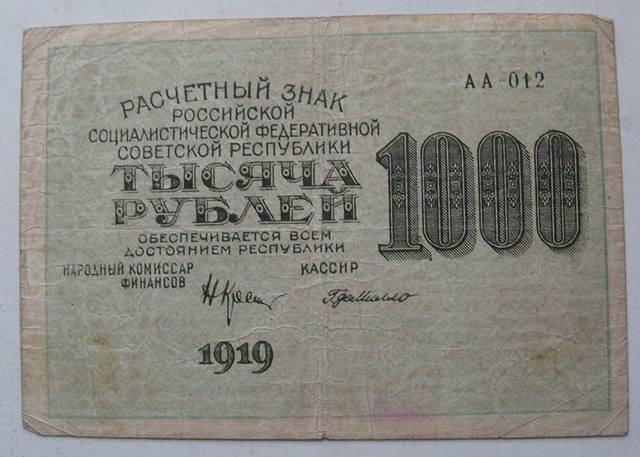 АА-012
РАСЧЕТНЫЙ ЗНАК
РОССИЙСКОЙ
СОЦИАЛИСТИЧЕСКОЙ ФЕДЕРАТИВНОЙ
СОВЕТСКОЙ РЕСПУБЛИКИ
ТЫСЯЧА
РУБЛЕЙ
1000
ОБЕСПЕЧИВАЕТСЯ ВСЕМ
ДОСТОЯНИЕМ РЕСПУБЛИКИ
НАРОДНЫЙ КОМИССАР
ФИНАНСОВ
КАССИР
1919